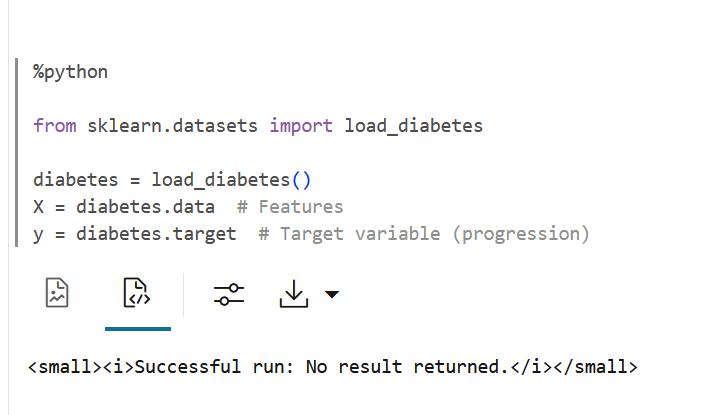 %python
from sklearn.datasets import load_diabetes
diabetes = load_diabetes()
X = diabetes.data  # Features
y = diabetes.target  # Target variable (progression)
</>
<small><i>Successful run: No result returned.</i></small>